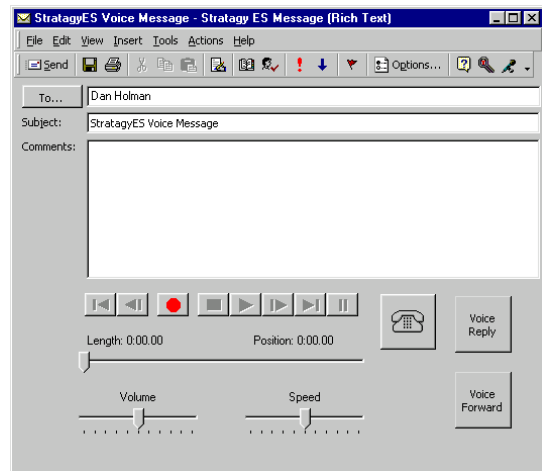 StratagyES Voice Message - Stratagy ES Message (Rich Text)
File Edit View Insert Tools Actions Help
Send Options...
To... Dan Holman
Subject: StratagyES Voice Message
Comments:
Length: 0:00.00 Position: 0:00.00
Voice Reply
Volume Speed
Voice Forward